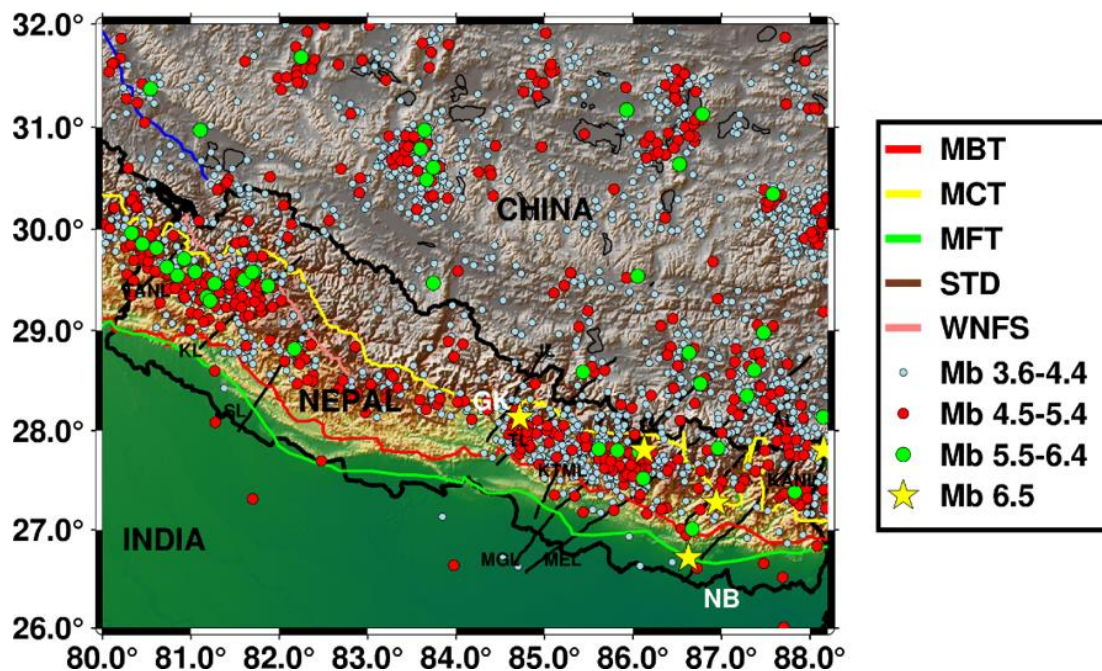 32.0°
31.0°
30.0°
29.0°
28.0°
27.0°
26.0°
80.0° 81.0° 82.0° 83.0° 84.0° 85.0° 86.0° 87.0° 88.0°
CHINA
KL
SL
NEPAL
GK
TL
KTML
KANL
INDIA
MGL
MEL
NB
MBT
MCT
MFT
STD
WNFS
Mb 3.6-4.4
Mb 4.5-5.4
Mb 5.5-6.4
Mb 6.5